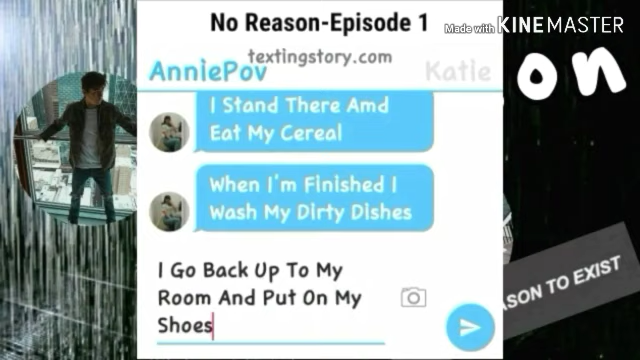 No Reason-Episode 1
Made with KINEMASTER
textingstory.com
AnniePov
Katie
on
I Stand There Amd
Eat My Cereal
When I'm Finished I
Wash My Dirty Dishes
I Go Back Up To My
Room And Put On My
Shoes
SON TO EXIST